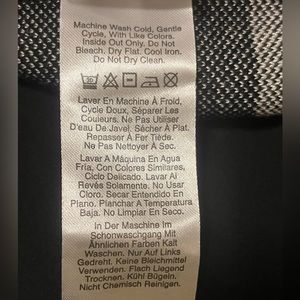 Machine Wash Cold, Gentle
Cycle, With Like Colors.
Inside Out Only, Do Not
Bleach. Dry Flat. Cool Iron.
Do Not Dry Clean.
Lavar En Machine À Froid,
Cycle Doux, Séparer Les
Couleurs. Ne Pas Utiliser
D'eau De Javel. Sécher À Plat.
Repasser À Fer Tiède.
Ne Pas Nettoyer À Sec.
Lavar A Máquina En Agua
Fría, Con Colores Similares,
Ciclo Delicado. Lavar Al
Revés Solamente. No Usar
Cloro. Secar Entendido En
Plano. Planchar A Temperatura
Baja. No Limpiar En Seco.
in Der Maschine Im
Schonwaschgang Mit
Ähnlichen Farben Kalt
Waschen. Nur Auf Links
Gedreht. Keine Bleichmittel
Verwenden. Flach Liegend
Trocknen. Kühl Bügeln.
Nicht Chemisch Reinigen.